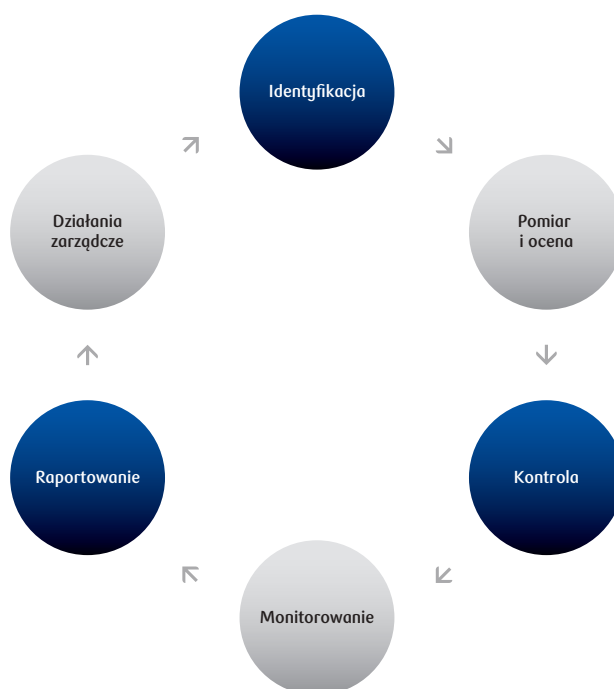 Identyfikacja
Pomiar
i ocena
Kontrola
Monitorowanie
Raportowanie
Działania
zarządcze